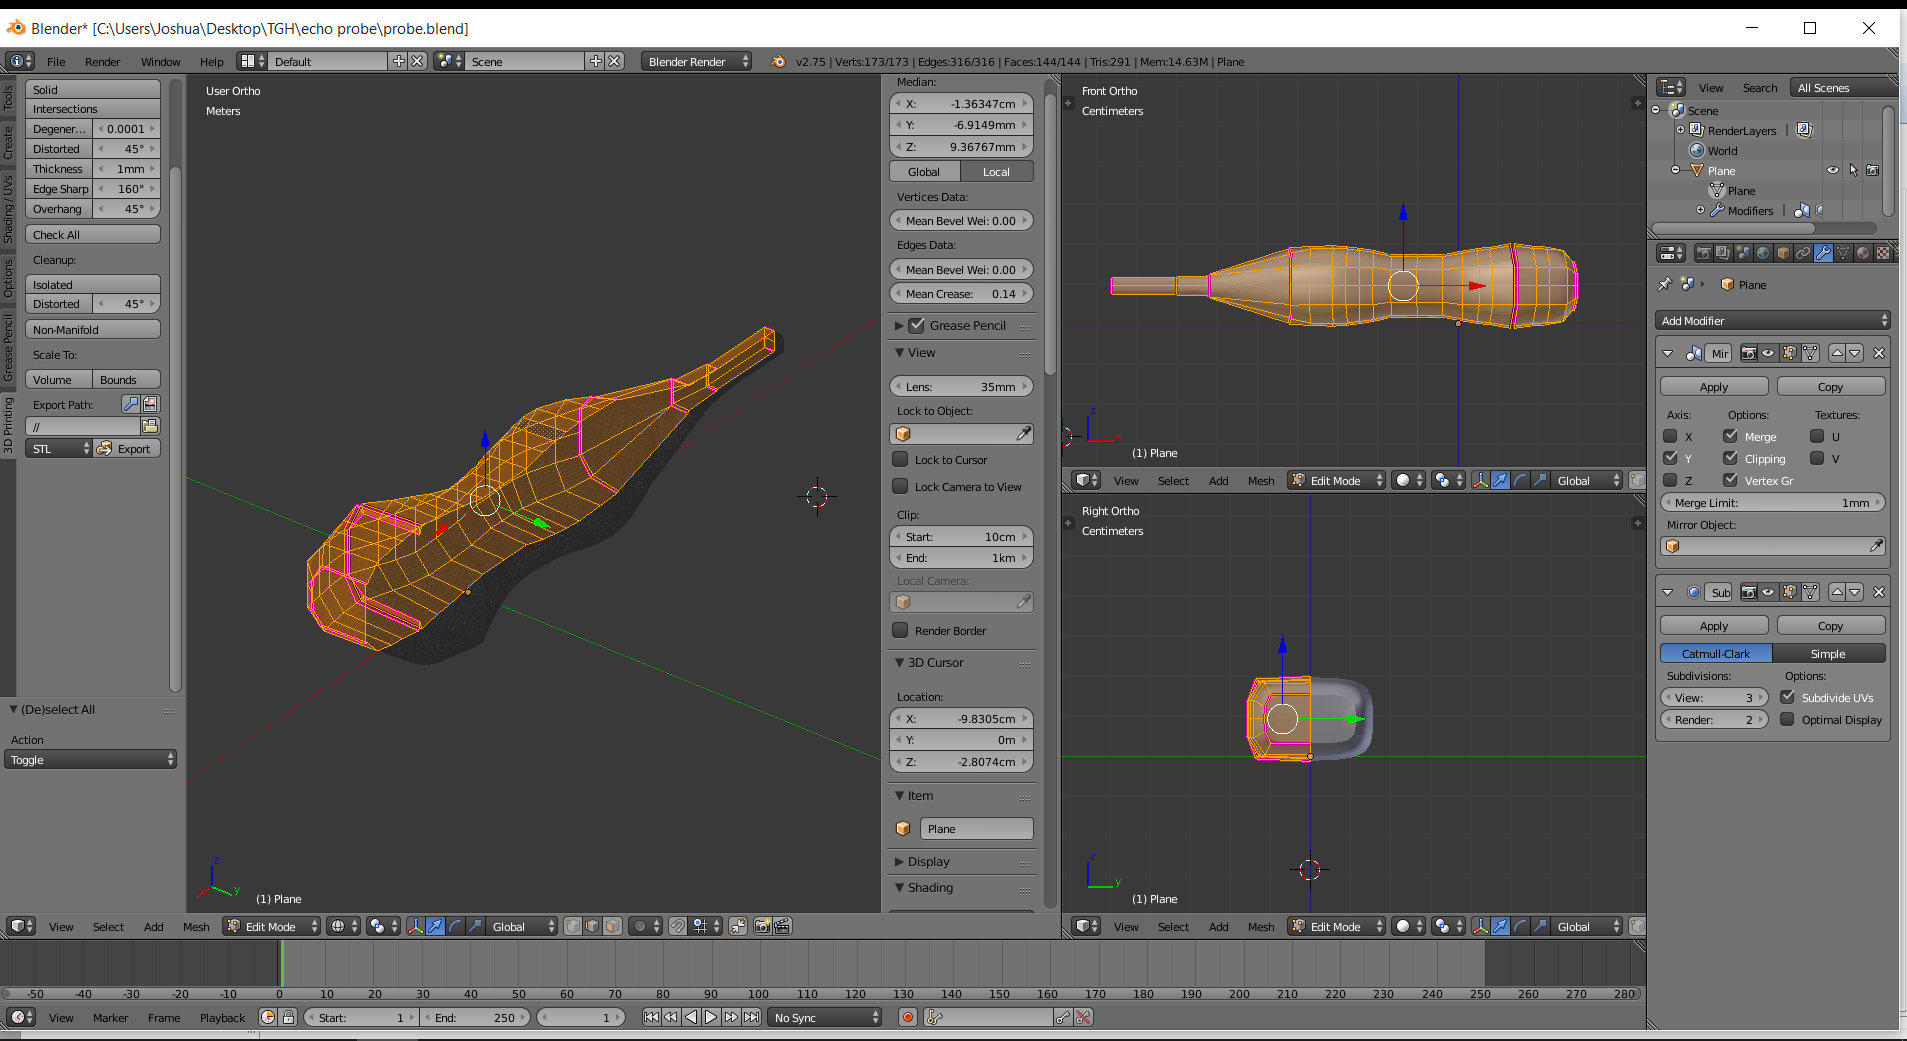 Blender* [C:\Users\Joshua\Desktop\TGH\echo probe\probe.blend]
File Render Window Help Default Scene Blender Render v2.75 | Verts:173/173 | Edges:316/316 | Faces:144/144 | Tris:291 | Mem:14.63M | Plane
Tools
Create
Shading / UVs
Options
Grease Pencil
3D Printing
Solid
Intersections
Degener... 0.0001
Distorted 45°
Thickness 1mm
Edge Sharp 160°
Overhang 45°
Check All
Cleanup:
Isolated
Distorted 45°
Non-Manifold
Scale To:
Volume Bounds
Export Path:
//
STL Export
(De)select All
Action
Toggle
User Ortho
Meters
z
y
(1) Plane
Median:
X: -1.36347cm
Y: -6.9149mm
Z: 9.36767mm
Global Local
Vertices Data:
Mean Bevel Wei: 0.00
Edges Data:
Mean Bevel Wei: 0.00
Mean Crease: 0.14
Grease Pencil
View
Lens: 35mm
Lock to Object:
Lock to Cursor
Lock Camera to View
Clip:
Start: 10cm
End: 1km
Local Camera:
Render Border
3D Cursor
Location:
X: -9.8305cm
Y: 0m
Z: -2.8074cm
Item
Plane
Display
Shading
Front Ortho
Centimeters
z
x
(1) Plane
View Select Add Mesh Edit Mode Global
Right Ortho
Centimeters
z
y
(1) Plane
View Select Add Mesh Edit Mode Global
View Search All Scenes
Scene
RenderLayers |
World
Plane
Plane
Modifiers |
Plane
Add Modifier
Mir
Apply Copy
Axis: Options: Textures:
X Merge U
Y Clipping V
Z Vertex Gr
Merge Limit: 1mm
Mirror Object:
Sub
Apply Copy
Catmull-Clark Simple
Subdivisions: Options:
View: 3 Subdivide UVs
Render: 2 Optimal Display
View Select Add Mesh Edit Mode Global
-50 -40 -30 -20 -10 0 10 20 30 40 50 60 70 80 90 100 110 120 130 140 150 160 170 180 190 200 210 220 230 240 250 260 270 280
View Marker Frame Playback Start: 1 End: 250 1 No Sync